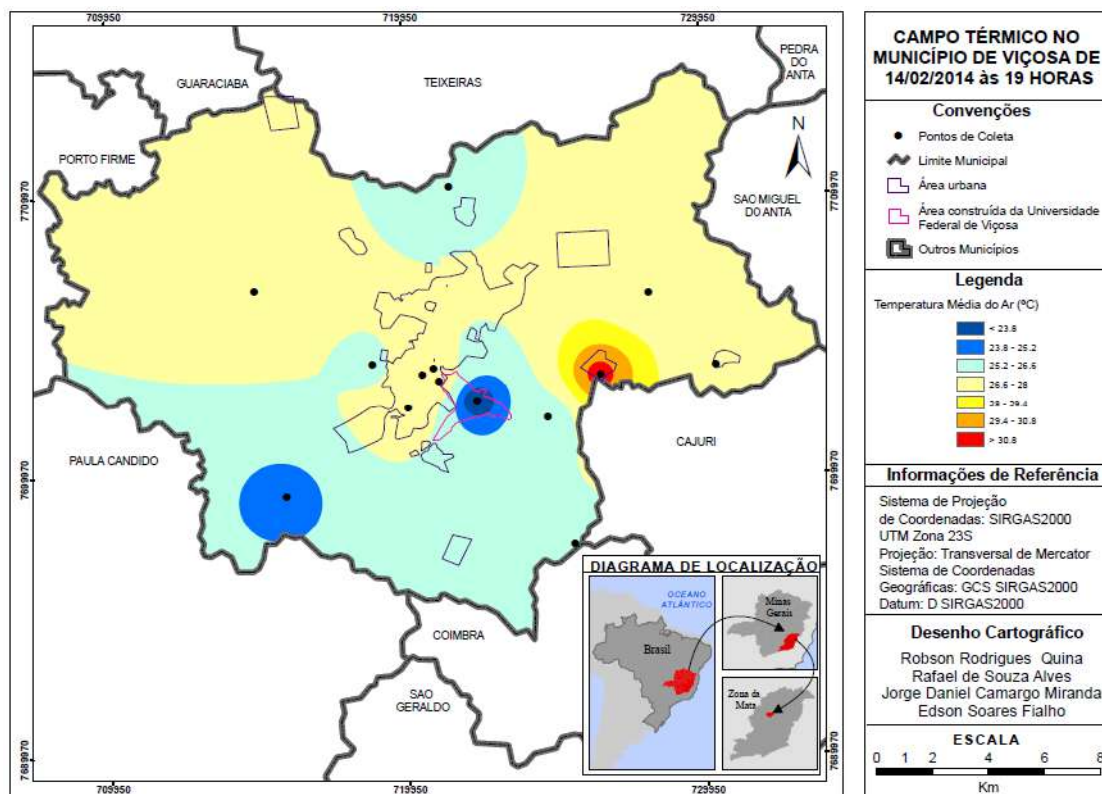 709950
719950
729950
PEDRA
DO
ANTA
GUARACIABA
TEIXEIRAS
N
PORTO FIRME
7709970
7709970
SAO MIGUEL
DO ANTA
PAULA CANDIDO
CAJURI
7699970
7699970
COIMBRA
SAO
GERALDO
7689970
7689970
709950
719950
729950
DIAGRAMA DE LOCALIZAÇÃO
OCEANO
ATLÂNTICO
Brasil
Minas
Gerais
Zona da
Mata
CAMPO TÉRMICO NO
MUNICÍPIO DE VIÇOSA DE
14/02/2014 às 19 HORAS
Convenções
Pontos de Coleta
Limite Municipal
Área urbana
Área construída da Universidade
Federal de Viçosa
Outros Municípios
Legenda
Temperatura Média do Ar (ºC)
< 23.8
23.8 - 25.2
25.2 - 26.6
26.6 - 28
28 - 29.4
29.4 - 30.8
> 30.8
Informações de Referência
Sistema de Projeção
de Coordenadas: SIRGAS2000
UTM Zona 23S
Projeção: Transversal de Mercator
Sistema de Coordenadas
Geográficas: GCS SIRGAS2000
Datum: D SIRGAS2000
Desenho Cartográfico
Robson Rodrigues Quina
Rafael de Souza Alves
Jorge Daniel Camargo Miranda
Edson Soares Fialho
ESCALA
0 1 2 4 6 8
Km